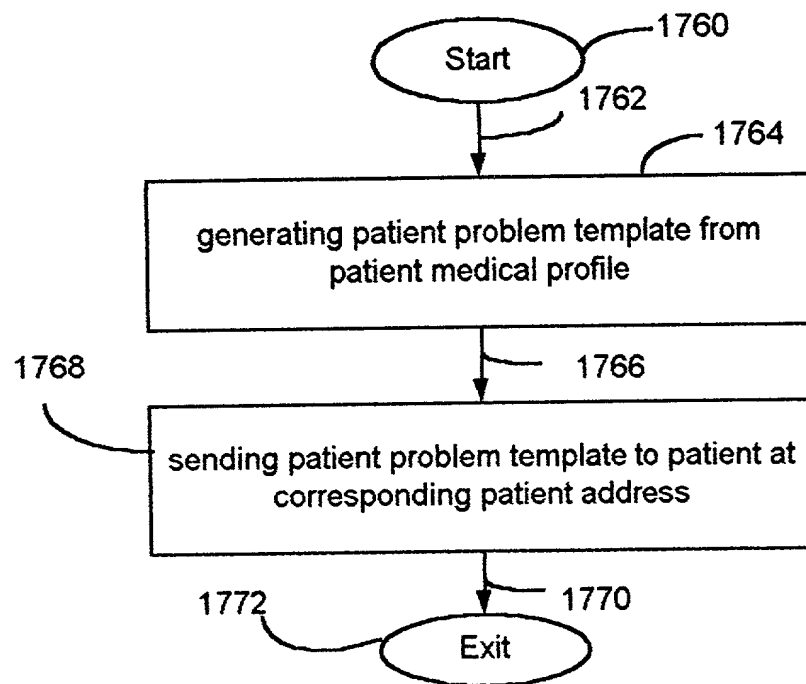 1760
Start
1762
1764
generating patient problem template from
patient medical profile
1768
1766
sending patient problem template to patient at
corresponding patient address
1772
1770
Exit